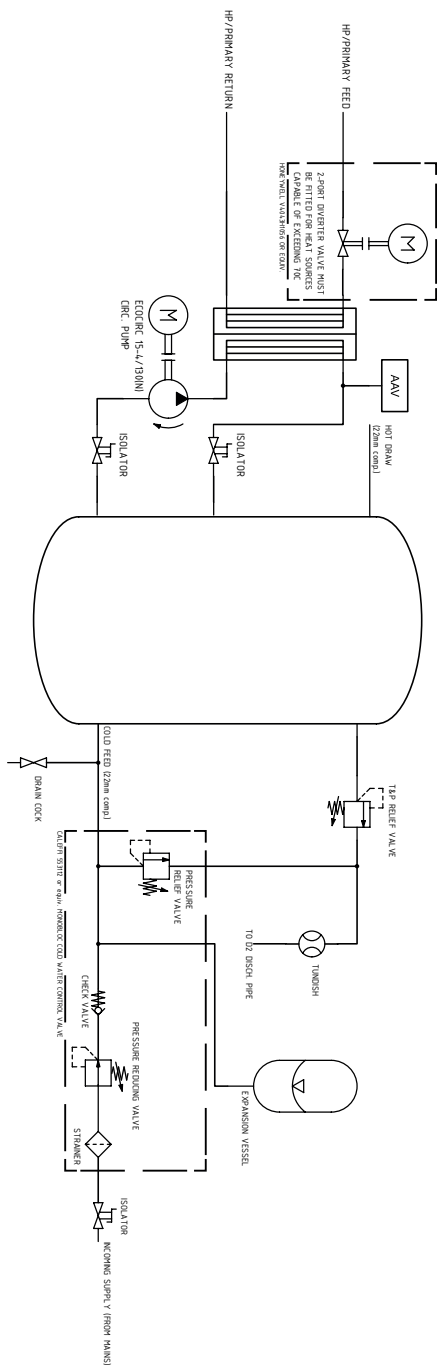 HP/PRIMARY RETURN
HP/PRIMARY FEED
2-PORT DIVERTER VALVE MUST
BE FITTED FOR HEAT SOURCES
CAPABLE OF EXCEEDING 70C
HONEYWELL V4043H1056 OR EQUIV.
M
M
ECOCIRC 15-4/130(N)
CIRC. PUMP
AAV
ISOLATOR
ISOLATOR
HOT DRAW
(22mm comp.)
COLD FEED (22mm comp.)
DRAIN COCK
T&P RELIEF VALVE
PRESSURE
RELIEF VALVE
TUNDISH
TO D2 DISCH. PIPE
EXPANSION VESSEL
CALEFFI 553112 or equiv. MONOBLOC COLD WATER CONTROL VALVE
CHECK VALVE
PRESSURE REDUCING VALVE
STRAINER
ISOLATOR
INCOMING SUPPLY (FROM MAINS)